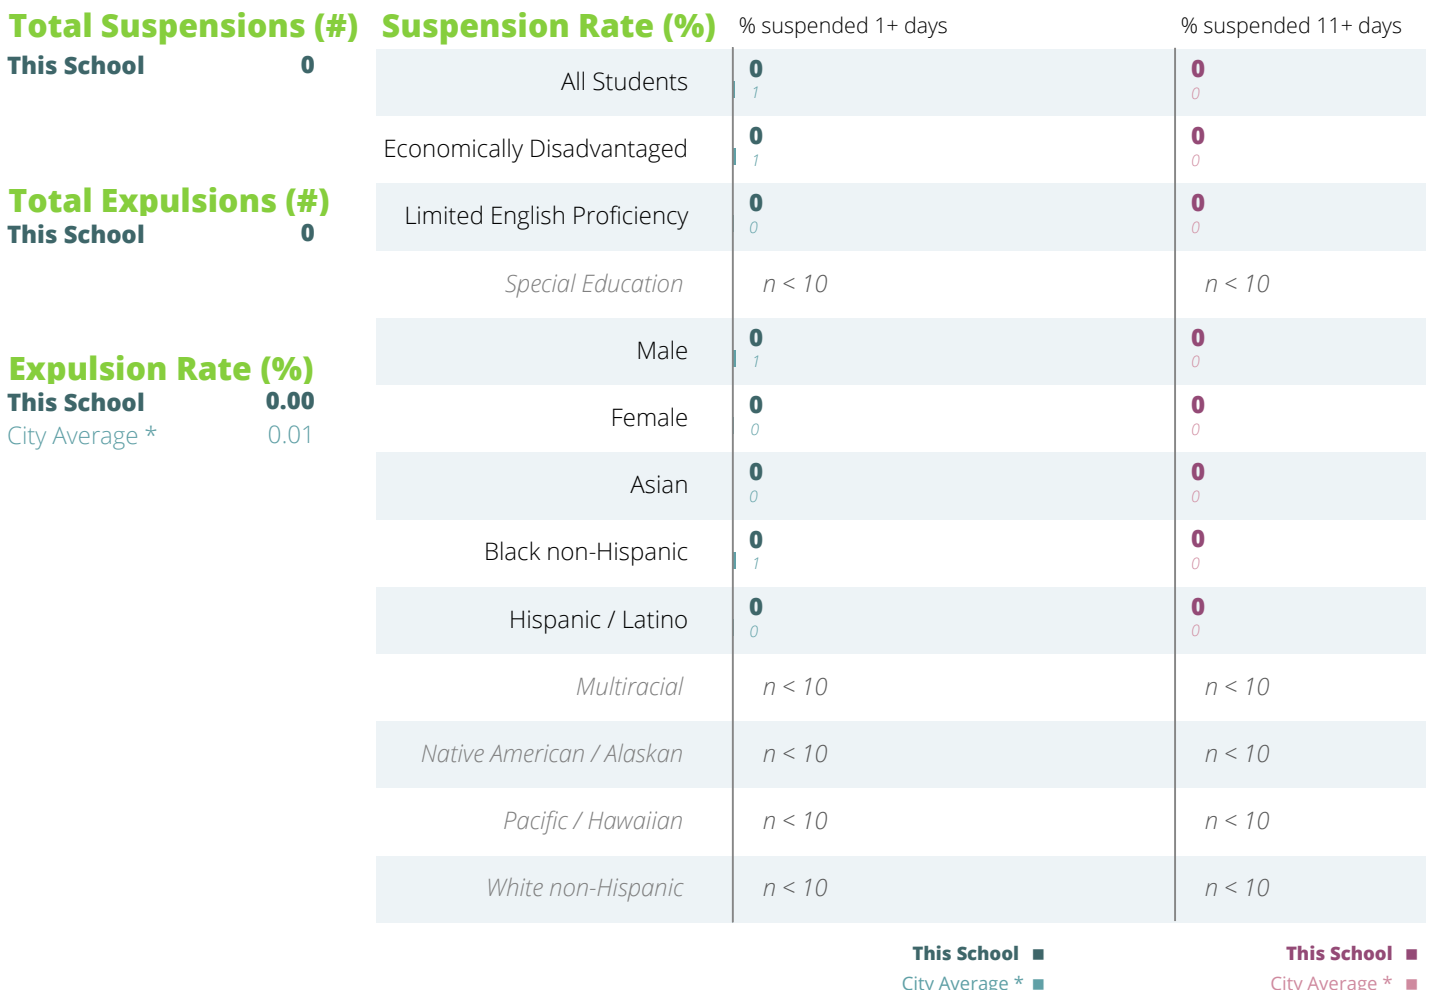 Total Suspensions (#)
This School 0
Total Expulsions (#)
This School 0
Expulsion Rate (%)
This School 0.00
City Average * 0.01
Suspension Rate (%) % suspended 1+ days % suspended 11+ days
All Students 0 0
1 0
Economically Disadvantaged 0 0
1 0
Limited English Proficiency 0 0
0 0
Special Education n < 10 n < 10
Male 0 0
1 0
Female 0 0
0 0
Asian 0 0
0 0
Black non-Hispanic 0 0
1 0
Hispanic / Latino 0 0
0 0
Multiracial n < 10 n < 10
Native American / Alaskan n < 10 n < 10
Pacific / Hawaiian n < 10 n < 10
White non-Hispanic n < 10 n < 10
This School This School
City Average * City Average *